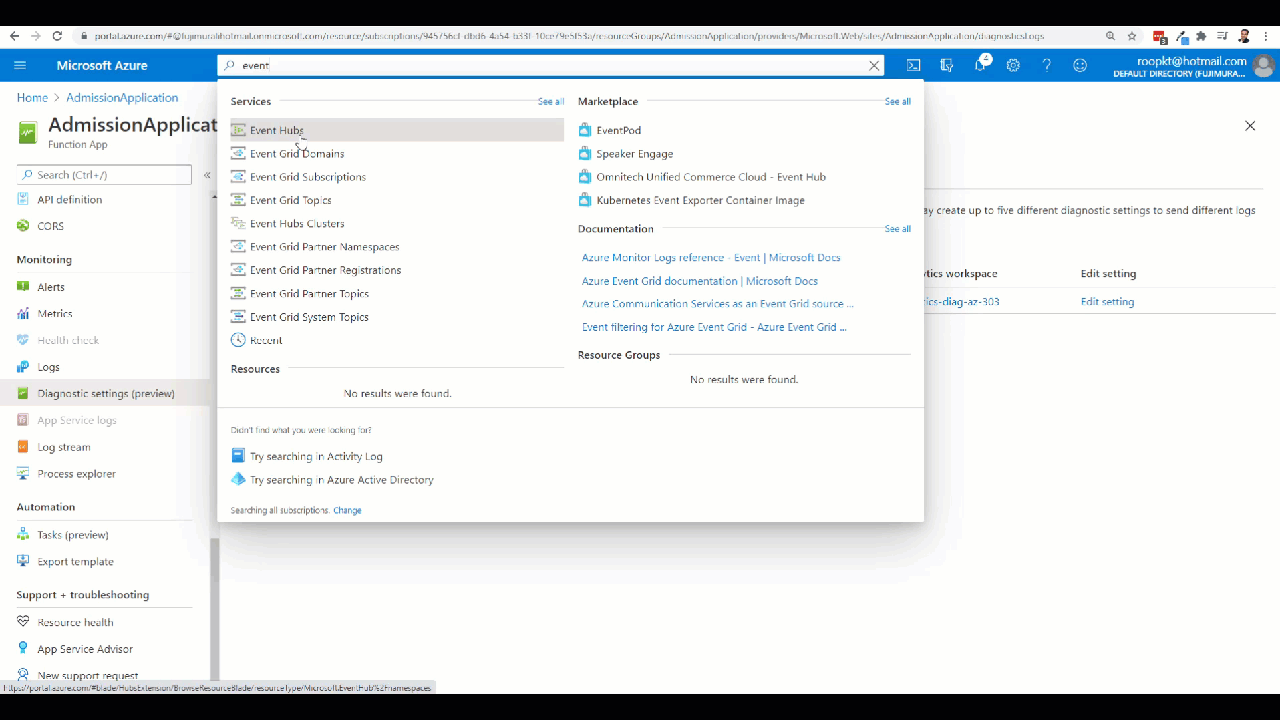 portal.azure.com/#@fujimuralhotmail.onmicrosoft.com/resource/subscriptions/945756cf-dbd6-4a54-b33f-10ce79e5f53a/resourceGroups/AdmissionApplication/providers/Microsoft.Web/sites/AdmissionApplication/diagnosticsLogs
Microsoft Azure
event
4
roopkt@hotmail.com
DEFAULT DIRECTORY (FUJIMURA...
Home > AdmissionApplication
AdmissionApplicat
Function App
Search (Ctrl+/)
«
API definition
CORS
Monitoring
Alerts
Metrics
Health check
Logs
Diagnostic settings (preview)
App Service logs
Log stream
Process explorer
Automation
Tasks (preview)
Export template
Support + troubleshooting
Resource health
App Service Advisor
New support request
Services
See all
Event Hubs
Event Grid Domains
Event Grid Subscriptions
Event Grid Topics
Event Hubs Clusters
Event Grid Partner Namespaces
Event Grid Partner Registrations
Event Grid Partner Topics
Event Grid System Topics
Recent
Resources
No results were found.
Marketplace
See all
EventPod
Speaker Engage
Omnitech Unified Commerce Cloud - Event Hub
Kubernetes Event Exporter Container Image
Documentation
See all
Azure Monitor Logs reference - Event | Microsoft Docs
Azure Event Grid documentation | Microsoft Docs
Azure Communication Services as an Event Grid source ...
Event filtering for Azure Event Grid - Azure Event Grid ...
Resource Groups
No results were found.
Didn't find what you were looking for?
Try searching in Activity Log
Try searching in Azure Active Directory
Searching all subscriptions. Change
ay create up to five different diagnostic settings to send different logs
ytics workspace
Edit setting
ics-diag-az-303
Edit setting
https://portal.azure.com/#blade/HubsExtension/BrowseResourceBlade/resourceType/Microsoft.EventHub%2Fnamespaces